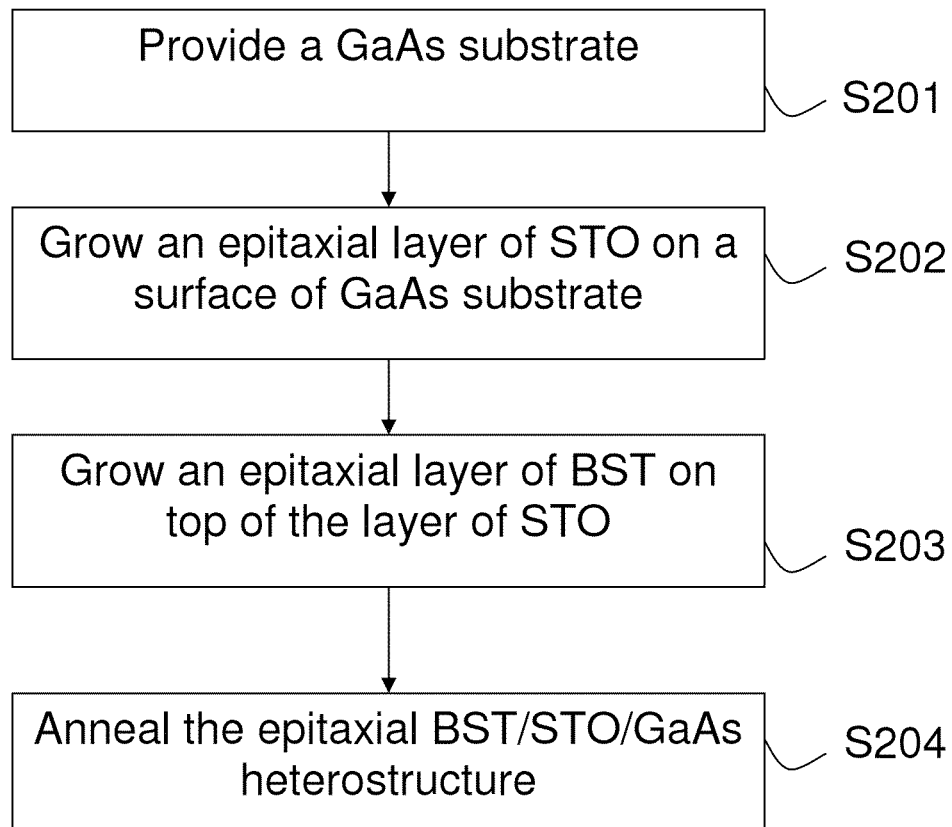 Provide a GaAs substrate
S201
Grow an epitaxial layer of STO on a
surface of GaAs substrate
S202
Grow an epitaxial layer of BST on
top of the layer of STO
S203
Anneal the epitaxial BST/STO/GaAs
heterostructure
S204